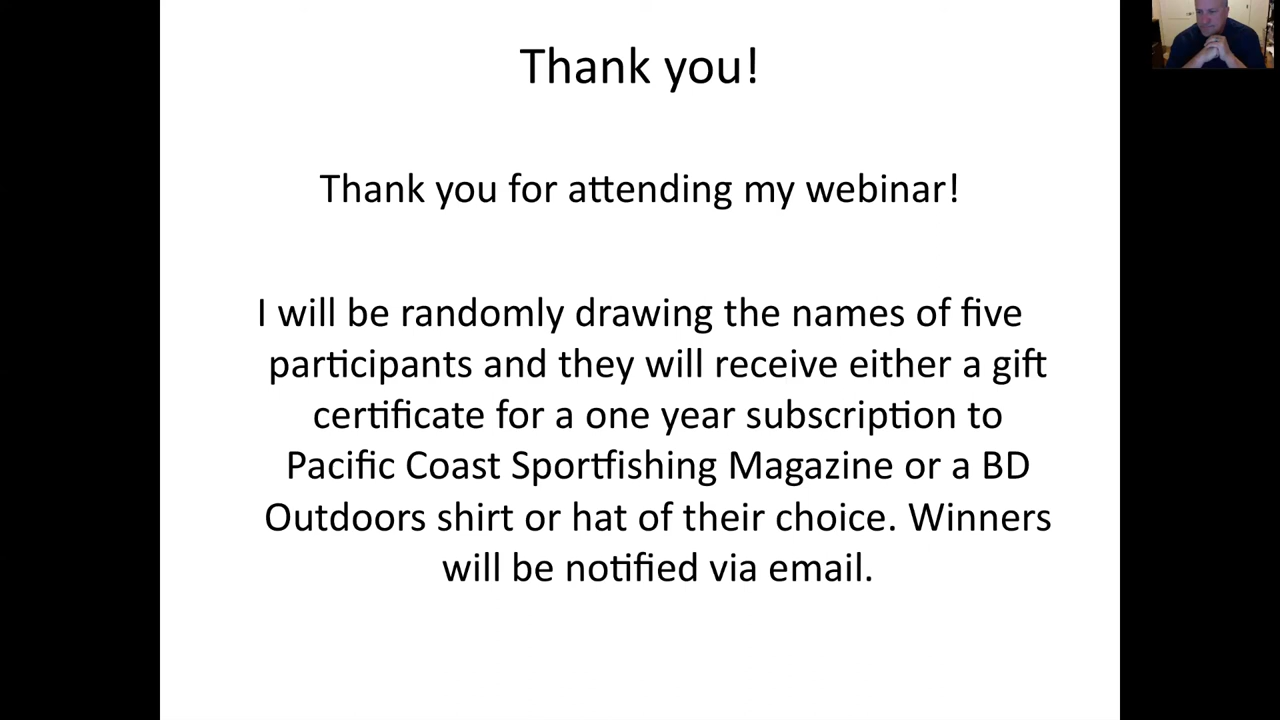 Thank you!
Thank you for attending my webinar!
I will be randomly drawing the names of five
participants and they will receive either a gift
certificate for a one year subscription to
Pacific Coast Sportfishing Magazine or a BD
Outdoors shirt or hat of their choice. Winners
will be notified via email.